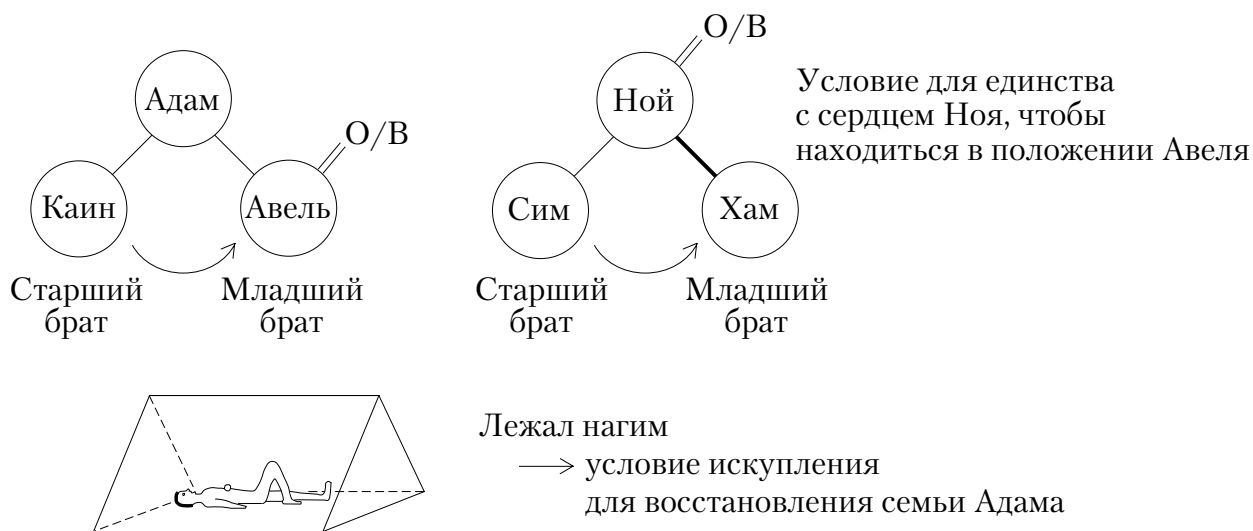 Адам
О/В
Каин
Авель
Старший
брат
Младший
брат
О/В
Ной
Сим
Хам
Старший
брат
Младший
брат
Условие для единства
с сердцем Ноя, чтобы
находиться в положении Авеля
Лежал нагим
условие искупления
для восстановления семьи Адама